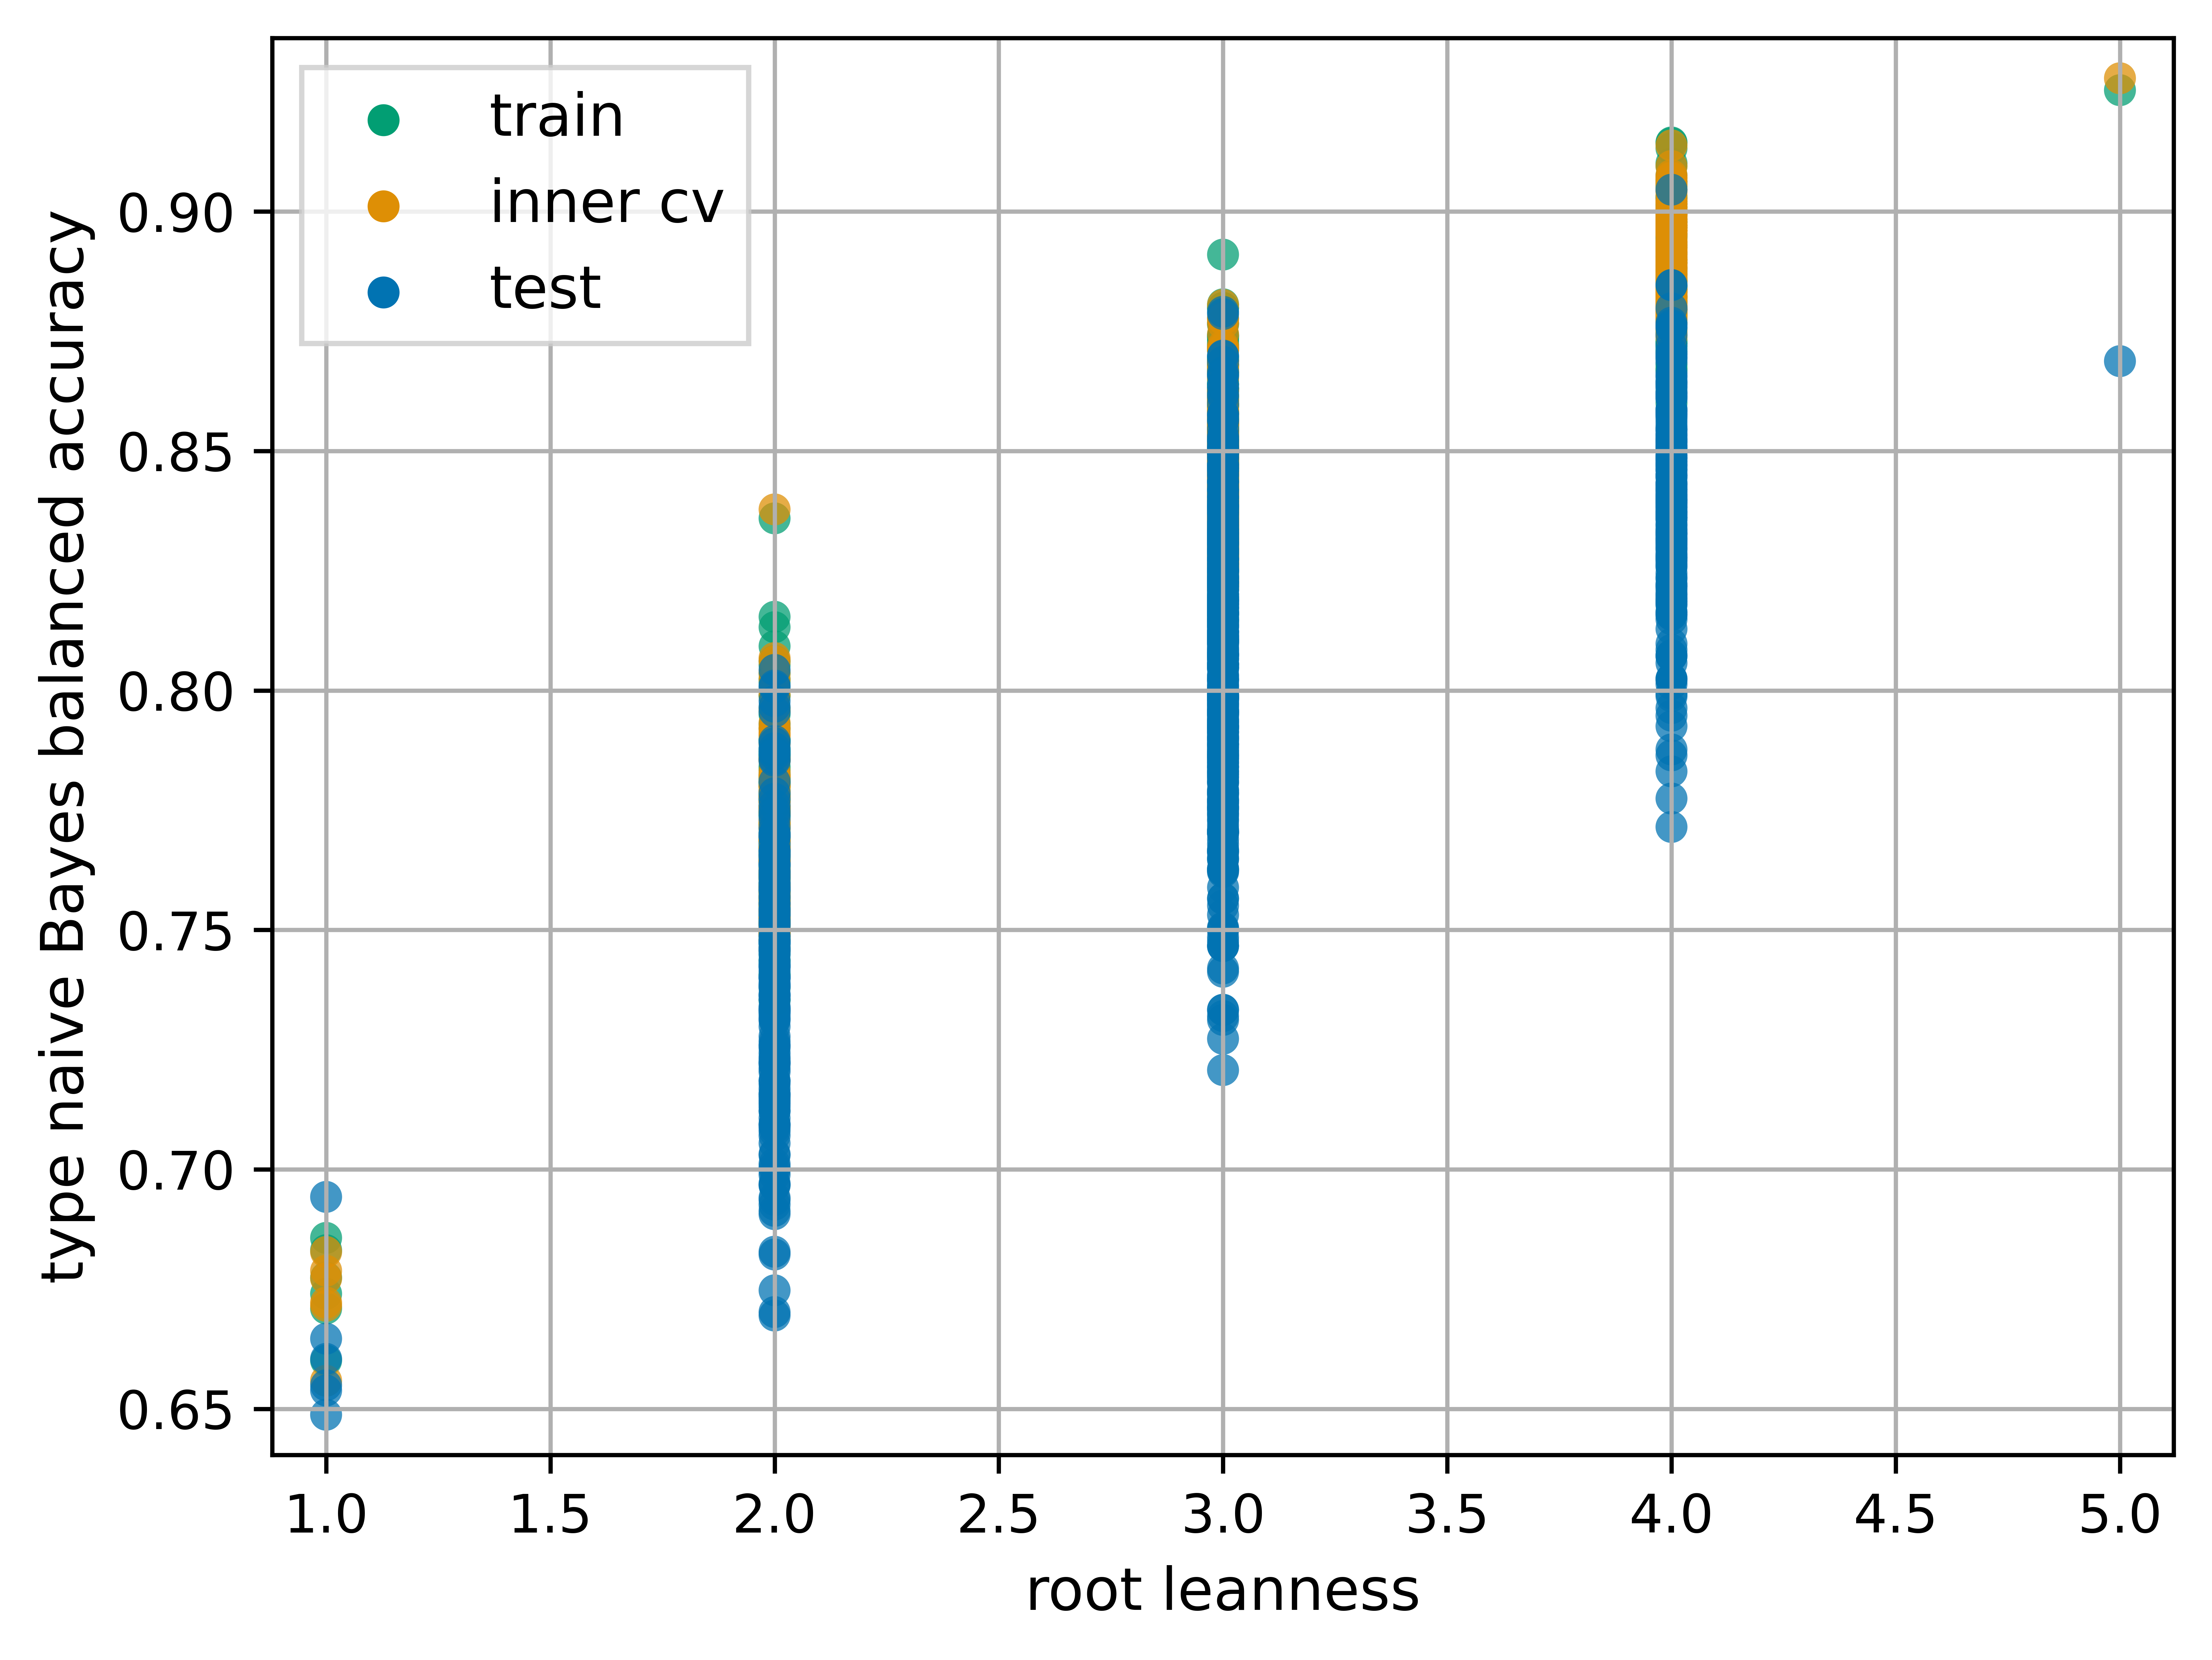 train
inner cv
test
type naive Bayes balanced accuracy
0.90
0.85
0.80
0.75
0.70
0.65
1.0 1.5 2.0 2.5 3.0 3.5 4.0 4.5 5.0
root leanness